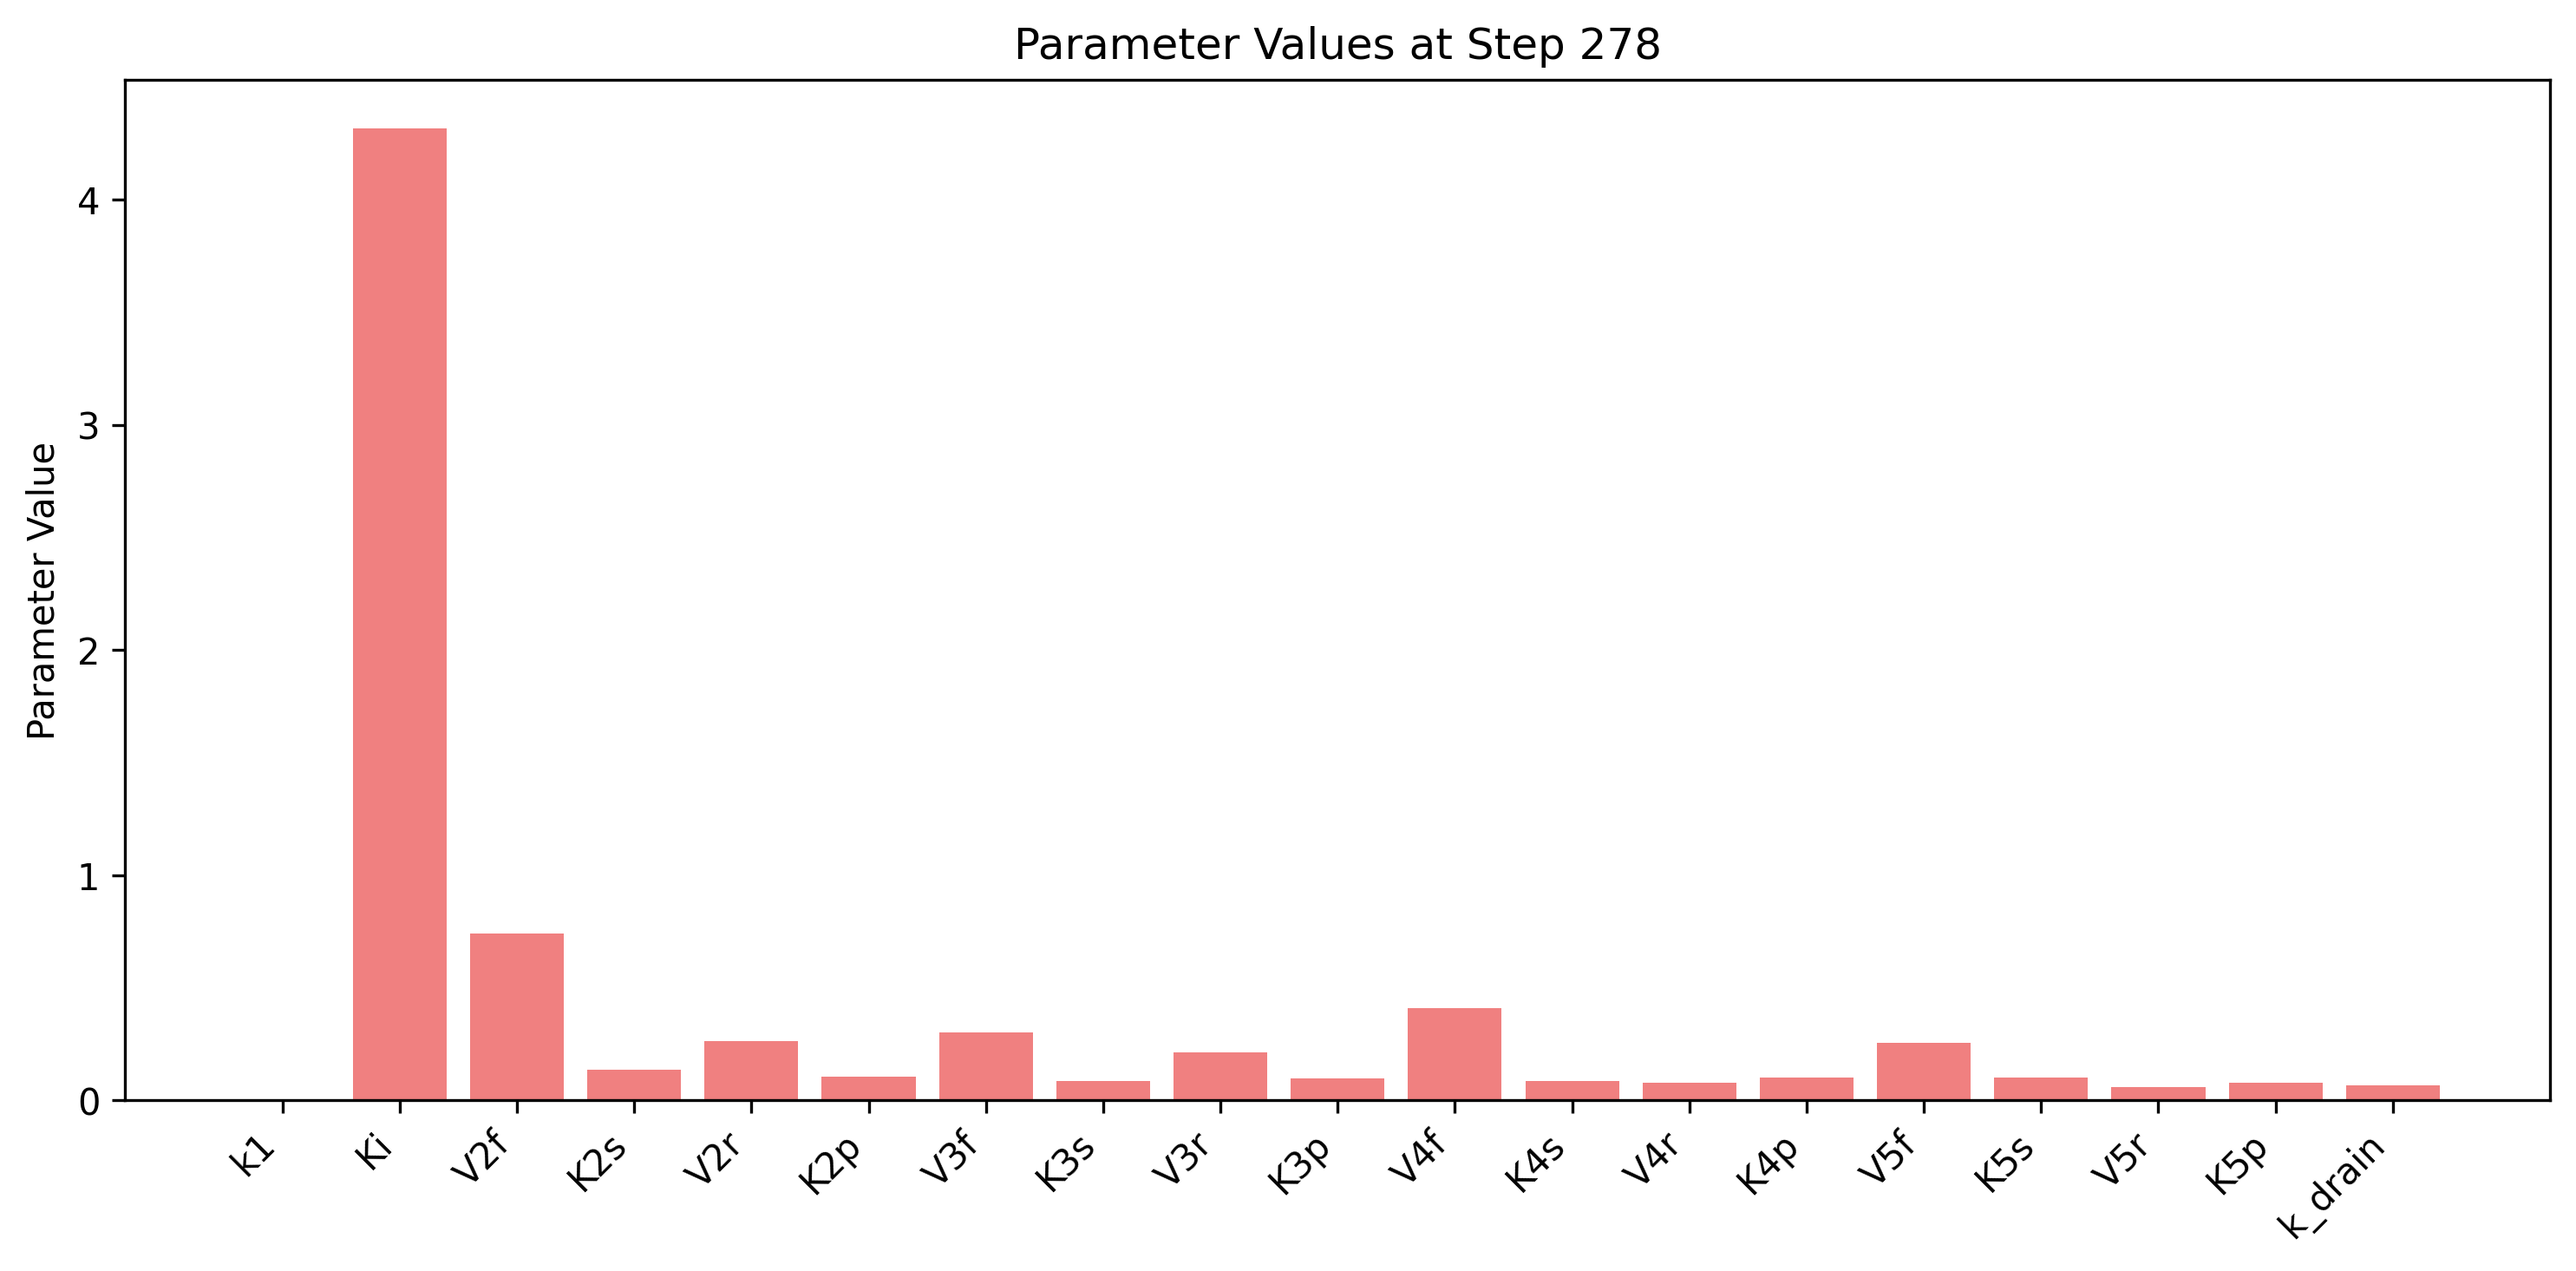 Parameter Values at Step 278
Parameter Value
4
3
2
1
0
k1
Ki
V2f
K2s
V2r
K2p
V3f
K3s
V3r
K3p
V4f
K4s
V4r
K4p
V5f
K5s
V5r
K5p
k_drain